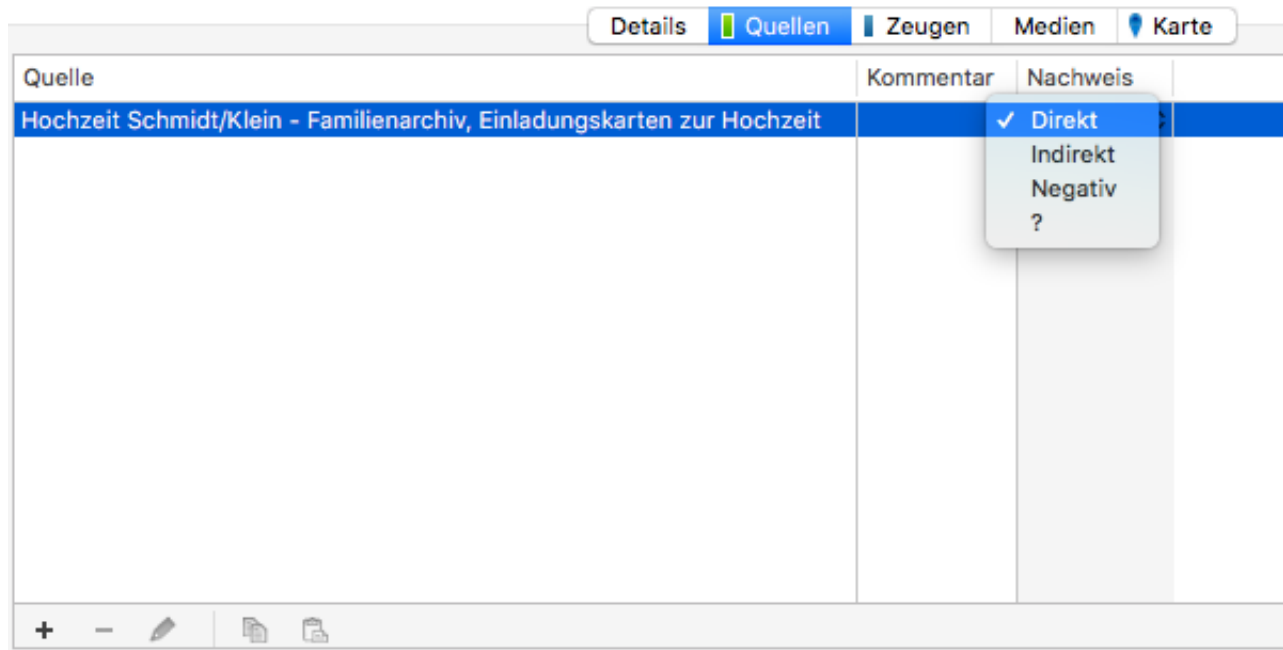 Details Quellen Zeugen Medien Karte
Quelle Kommentar Nachweis
Hochzeit Schmidt/Klein - Familienarchiv, Einladungskarten zur Hochzeit ✓ Direkt
Indirekt
Negativ
?